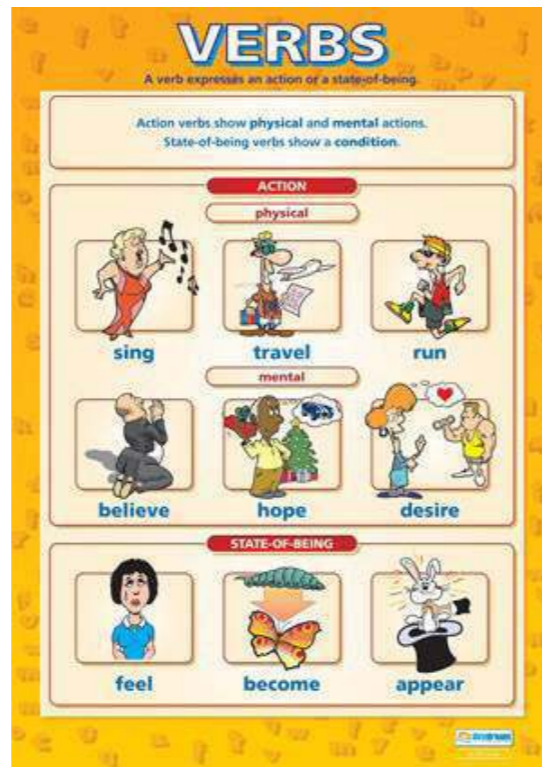 VERBS
A verb expresses an action or a state-of-being.
Action verbs show physical and mental actions.
State-of-being verbs show a condition.
ACTION
physical
sing travel run
mental
believe hope desire
STATE-OF-BEING
feel become appear